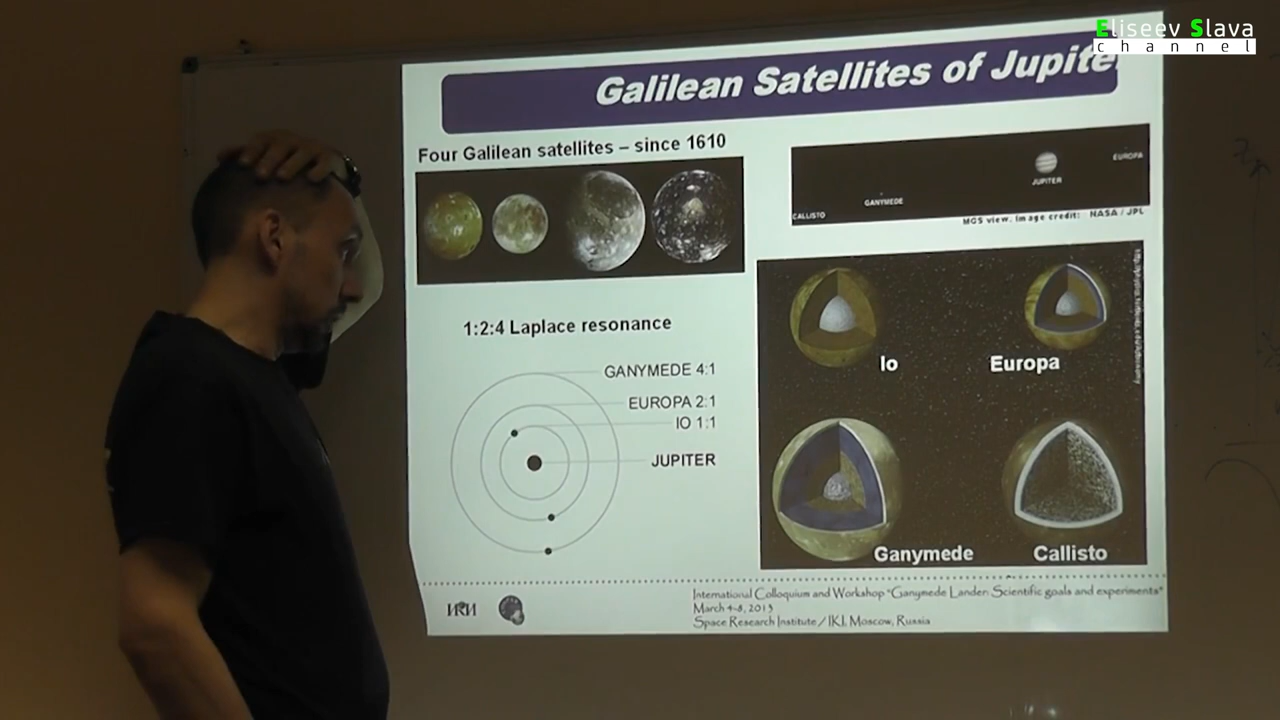 Eliseev Slava
channel
Galilean Satellites of Jupite
Four Galilean satellites – since 1610
EUROPA
JUPITER
GANYMEDE
CALLISTO
MGS view. Image credit: NASA / JPL
1:2:4 Laplace resonance
GANYMEDE 4:1
EUROPA 2:1
IO 1:1
JUPITER
Io
Europa
Ganymede
Callisto
ИКИ
International Colloquium and Workshop "Ganymede Lander: Scientific goals and experiments"
March 4-8, 2013
Space Research Institute / IKI, Moscow, Russia